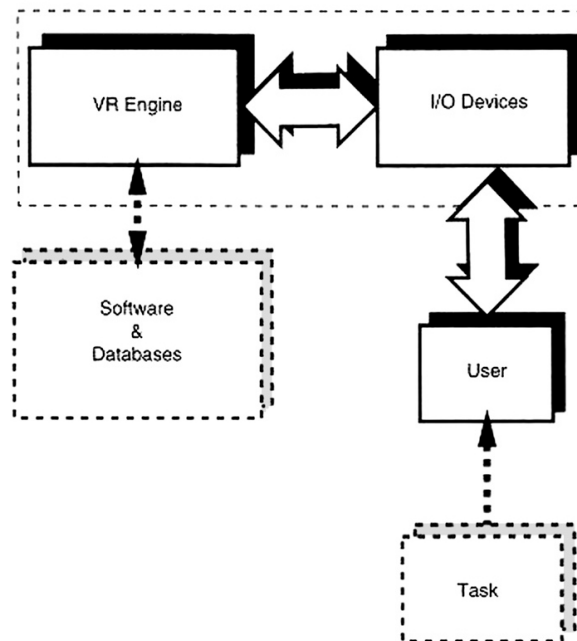 VR Engine
I/O Devices
Software
&
Databases
User
Task